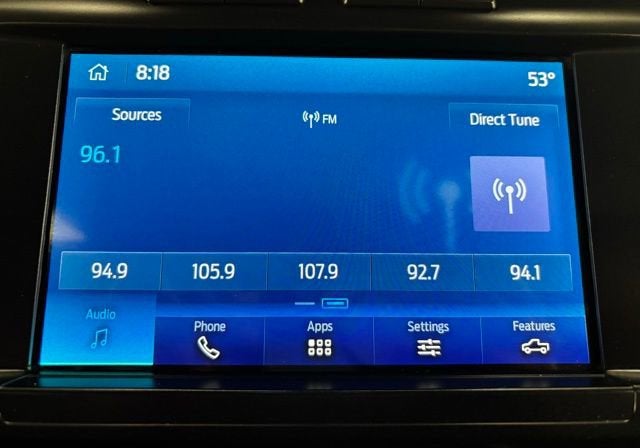 8:18 53°
Sources FM Direct Tune
96.1
94.9 105.9 107.9 92.7 94.1
Audio Phone Apps Settings Features